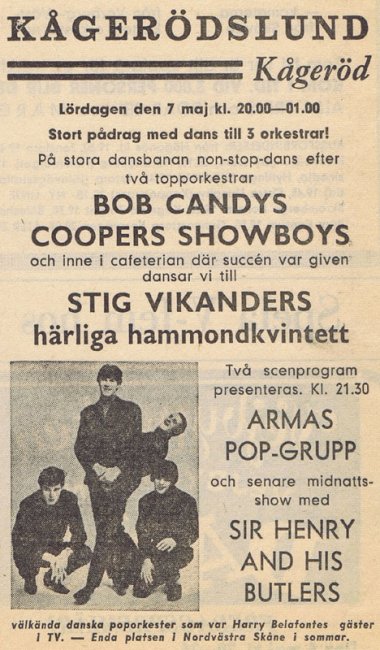 KÅGERÖDSLUND
Kågeröd
Lördagen den 7 maj kl. 20.00—01.00
Stort pådrag med dans till 3 orkestrar!
På stora dansbanan non-stop-dans efter
två topporkestrar
BOB CANDYS
COOPERS SHOWBOYS
och inne i cafeterian där succén var given
dansar vi till
STIG VIKANDERS
härliga hammondkvintett
Två scenprogram
presenteras. Kl. 21.30
ARMAS
POP-GRUPP
och senare midnatts-
show med
SIR HENRY
AND HIS
BUTLERS
välkända danska poporkester som var Harry Belafontes gäster
i TV. — Enda platsen i Nordvästra Skåne i sommar.